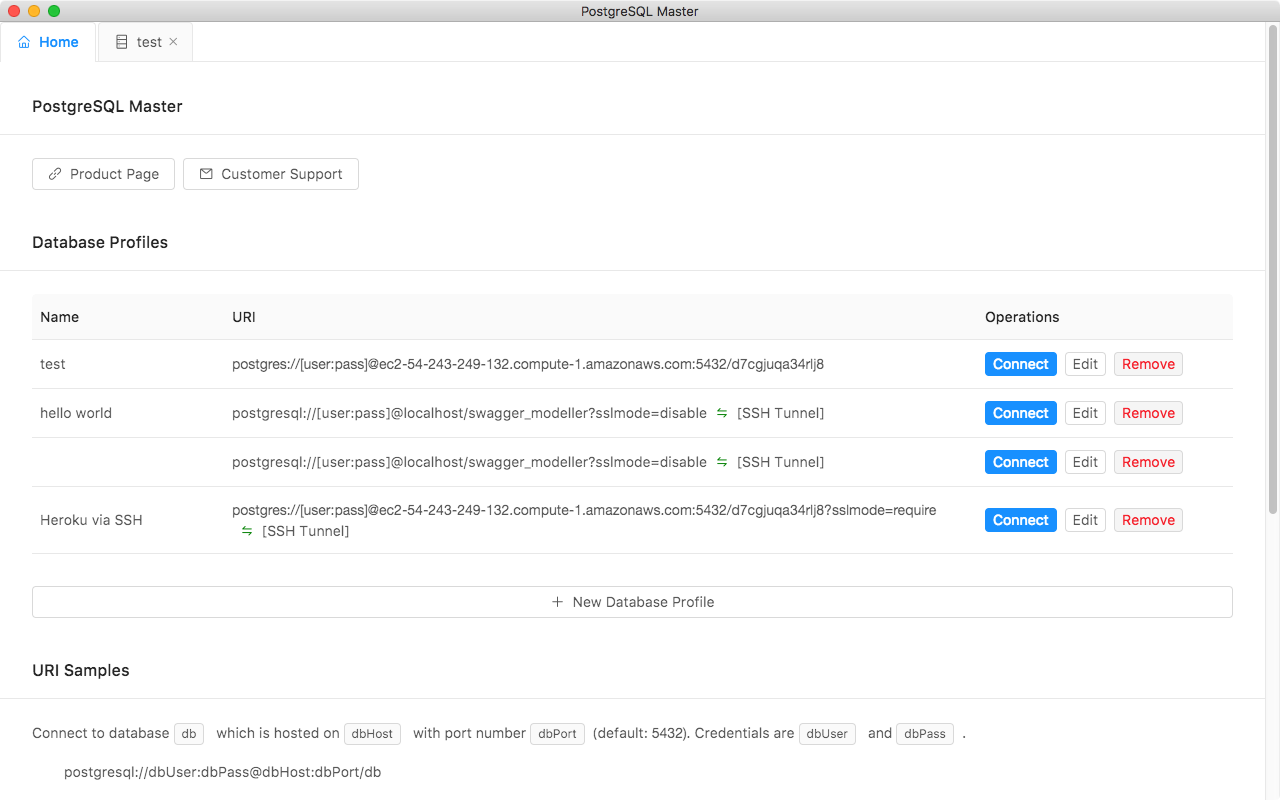 PostgreSQL Master
Home test
PostgreSQL Master
Product Page Customer Support
Database Profiles
Name URI Operations
test postgres://[user:pass]@ec2-54-243-249-132.compute-1.amazonaws.com:5432/d7cgjuqa34rlj8 Connect Edit Remove
hello world postgresql://[user:pass]@localhost/swagger_modeller?sslmode=disable ⇋ [SSH Tunnel] Connect Edit Remove
postgresql://[user:pass]@localhost/swagger_modeller?sslmode=disable ⇋ [SSH Tunnel] Connect Edit Remove
Heroku via SSH postgres://[user:pass]@ec2-54-243-249-132.compute-1.amazonaws.com:5432/d7cgjuqa34rlj8?sslmode=require Connect Edit Remove
⇋ [SSH Tunnel]
+ New Database Profile
URI Samples
Connect to database db which is hosted on dbHost with port number dbPort (default: 5432). Credentials are dbUser and dbPass .
postgresql://dbUser:dbPass@dbHost:dbPort/db